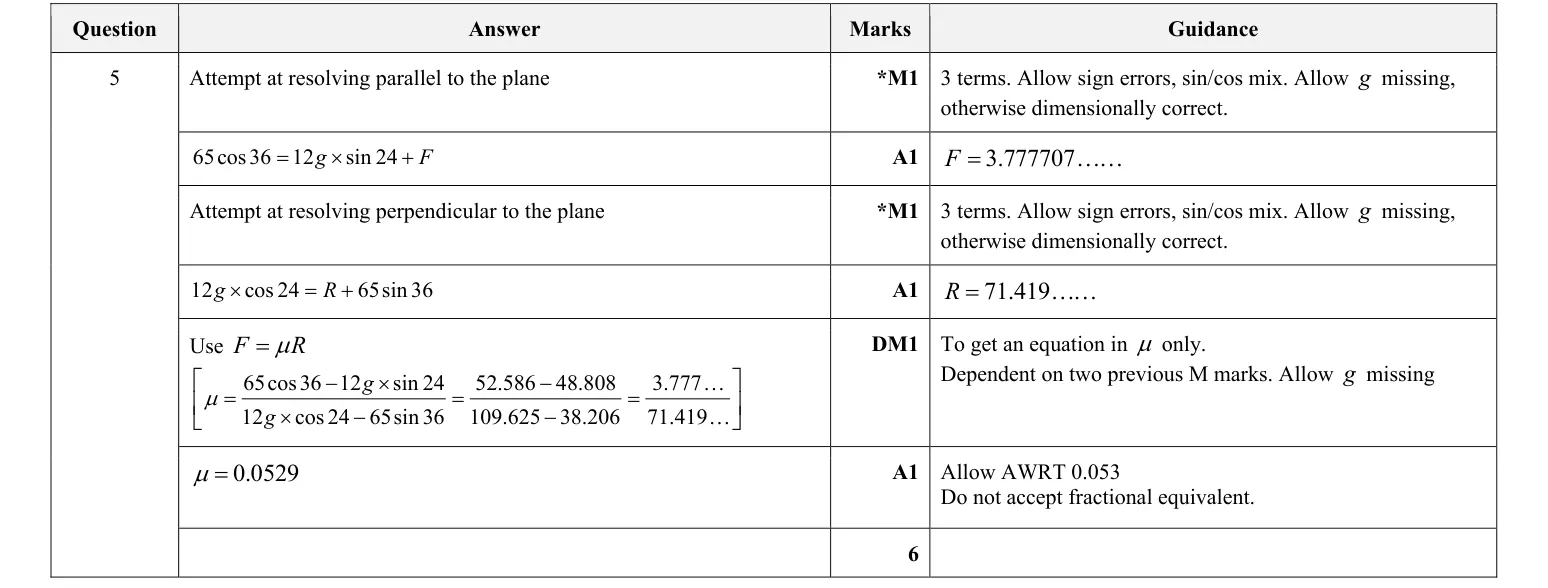 Question Answer Marks Guidance
5 Attempt at resolving parallel to the plane *M1 3 terms. Allow sign errors, sin/cos mix. Allow g missing,
otherwise dimensionally correct.
65 cos 36 = 12g × sin 24 + F A1 F = 3.777707……
Attempt at resolving perpendicular to the plane *M1 3 terms. Allow sign errors, sin/cos mix. Allow g missing,
otherwise dimensionally correct.
12g × cos 24 = R + 65 sin 36 A1 R = 71.419……
Use F = μR DM1 To get an equation in μ only.
Dependent on two previous M marks. Allow g missing
[μ = (65 cos 36 − 12g × sin 24)/(12g × cos 24 − 65 sin 36) = (52.586 − 48.808)/(109.625 − 38.206) = 3.777…/71.419…]
μ = 0.0529 A1 Allow AWRT 0.053
Do not accept fractional equivalent.
6